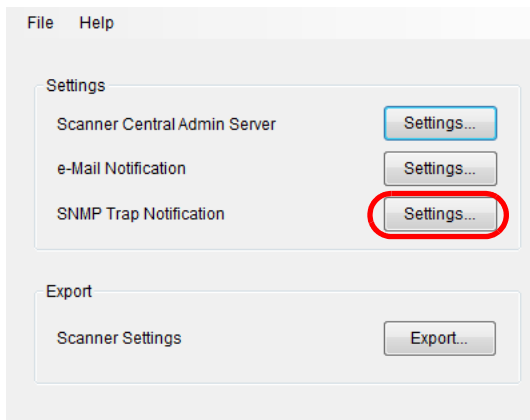 File Help
Settings
Scanner Central Admin Server Settings...
e-Mail Notification Settings...
SNMP Trap Notification Settings...
Export
Scanner Settings Export...